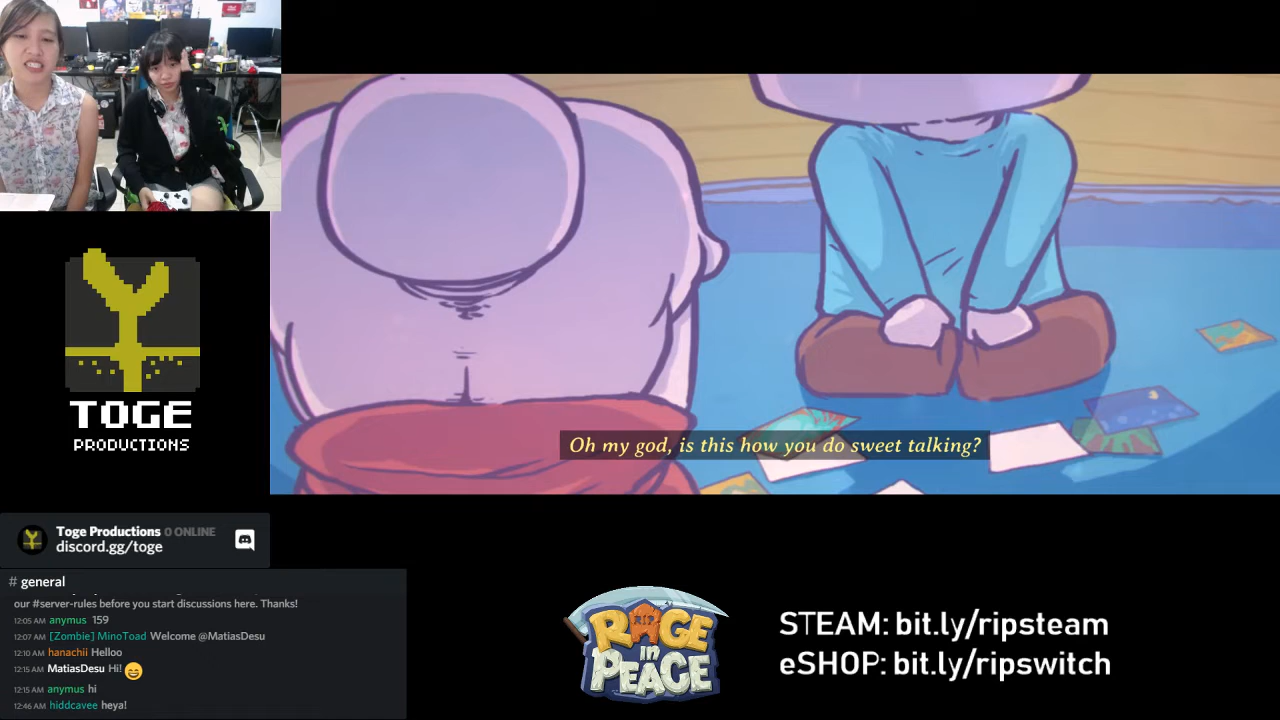 Oh my god, is this how you do sweet talking?
TOGE
PRODUCTIONS
Toge Productions 0 ONLINE
discord.gg/toge
# general
our #server-rules before you start discussions here. Thanks!
12:05 AM anymus 159
12:07 AM [Zombie] MinoToad Welcome @MatiasDesu
12:10 AM hanachii Helloo
12:15 AM MatiasDesu Hi!
12:15 AM anymus hi
12:46 AM hiddcavee heya!
RIP
RAGE
in
PEACE
STEAM: bit.ly/ripsteam
eSHOP: bit.ly/ripswitch